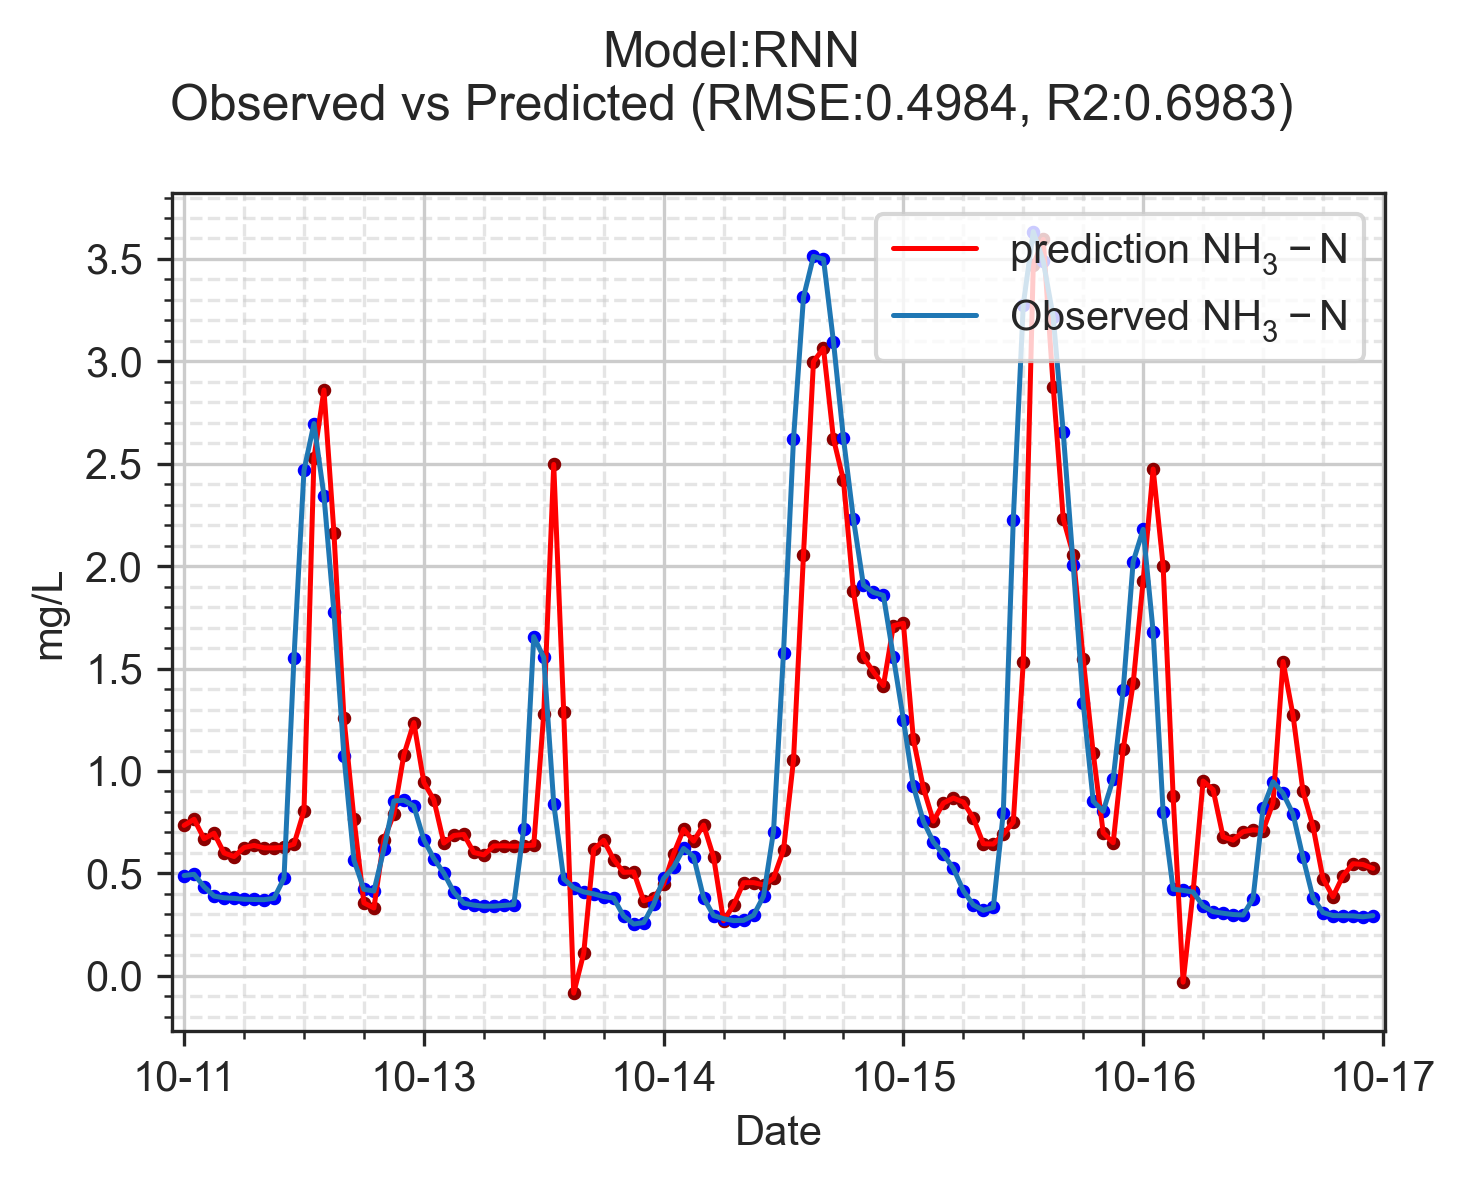 Model:RNN
Observed vs Predicted (RMSE:0.4984, R2:0.6983)
prediction NH₃ − N
Observed NH₃ − N
3.5
3.0
2.5
2.0
1.5
1.0
0.5
0.0
mg/L
10-11 10-13 10-14 10-15 10-16 10-17
Date